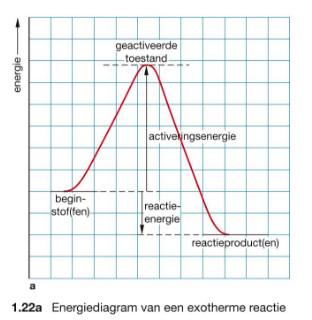 energie
geactiveerde
toestand
activeringsenergie
begin-
stof(fen)
reactie-
energie
reactieproduct(en)
a
1.22a Energiediagram van een exotherme reactie